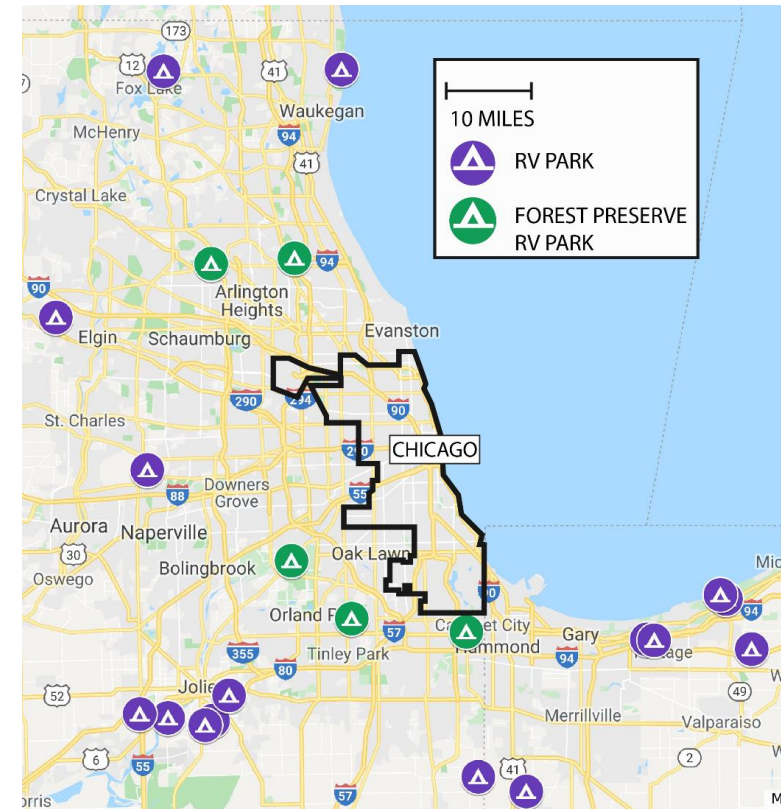 173
12
41
Fox Lake
Waukegan
McHenry
94
41
Crystal Lake
10 MILES
RV PARK
FOREST PRESERVE
RV PARK
94
90
Arlington
Heights
Elgin
Schaumburg
Evanston
290
294
90
St. Charles
290
CHICAGO
88
Downers
Grove
55
Aurora
Naperville
30
Oswego
Bolingbrook
Oak Lawn
90
94
Orland
57
Calumet City
Hammond
Gary
94
355
Tinley Park
80
52
49
Merrillville
Valparaiso
6
55
41
2
57